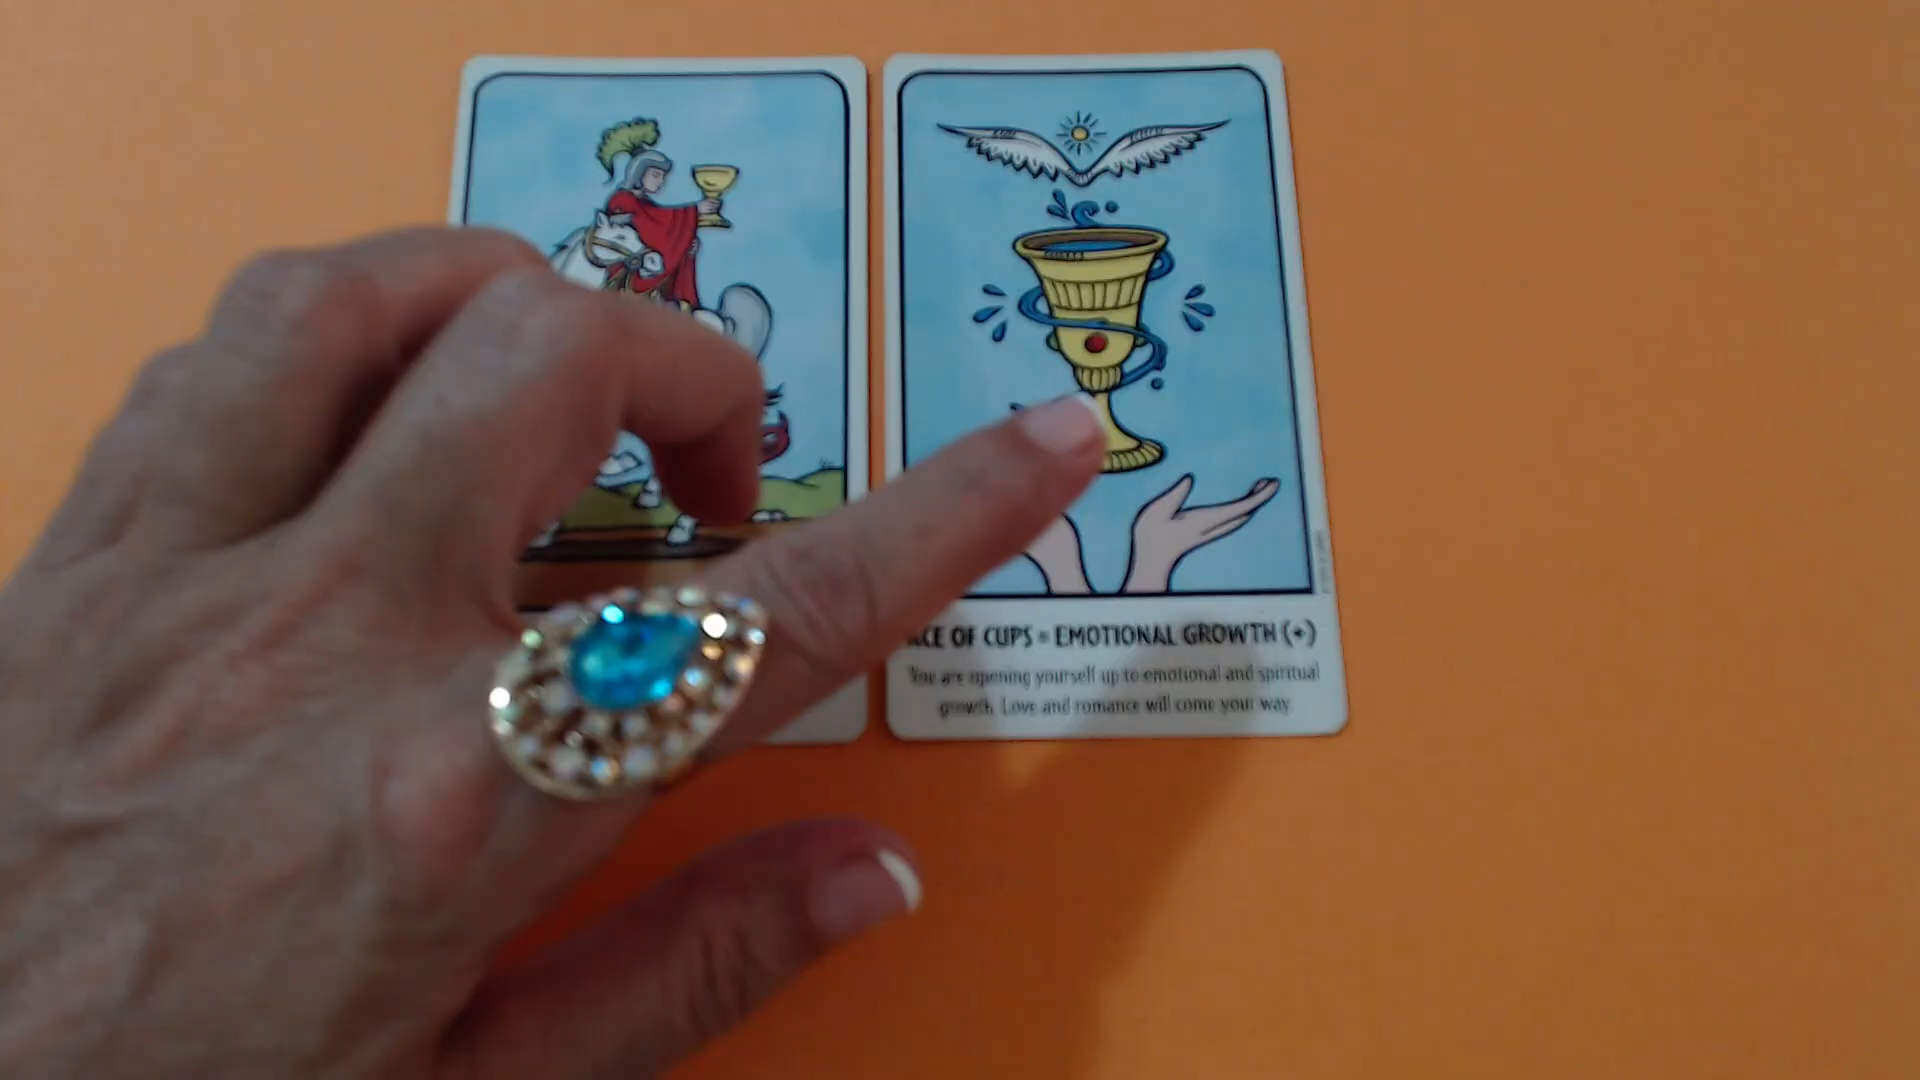 ACE OF CUPS = EMOTIONAL GROWTH (+)
You are opening yourself up to emotional and spiritual
growth. Love and romance will come your way.